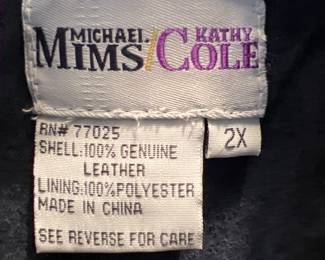 MICHAEL KATHY
MIMS/COLE
RN# 77025
SHELL:100% GENUINE
LEATHER
LINING:100%POLYESTER
MADE IN CHINA
SEE REVERSE FOR CARE
2X